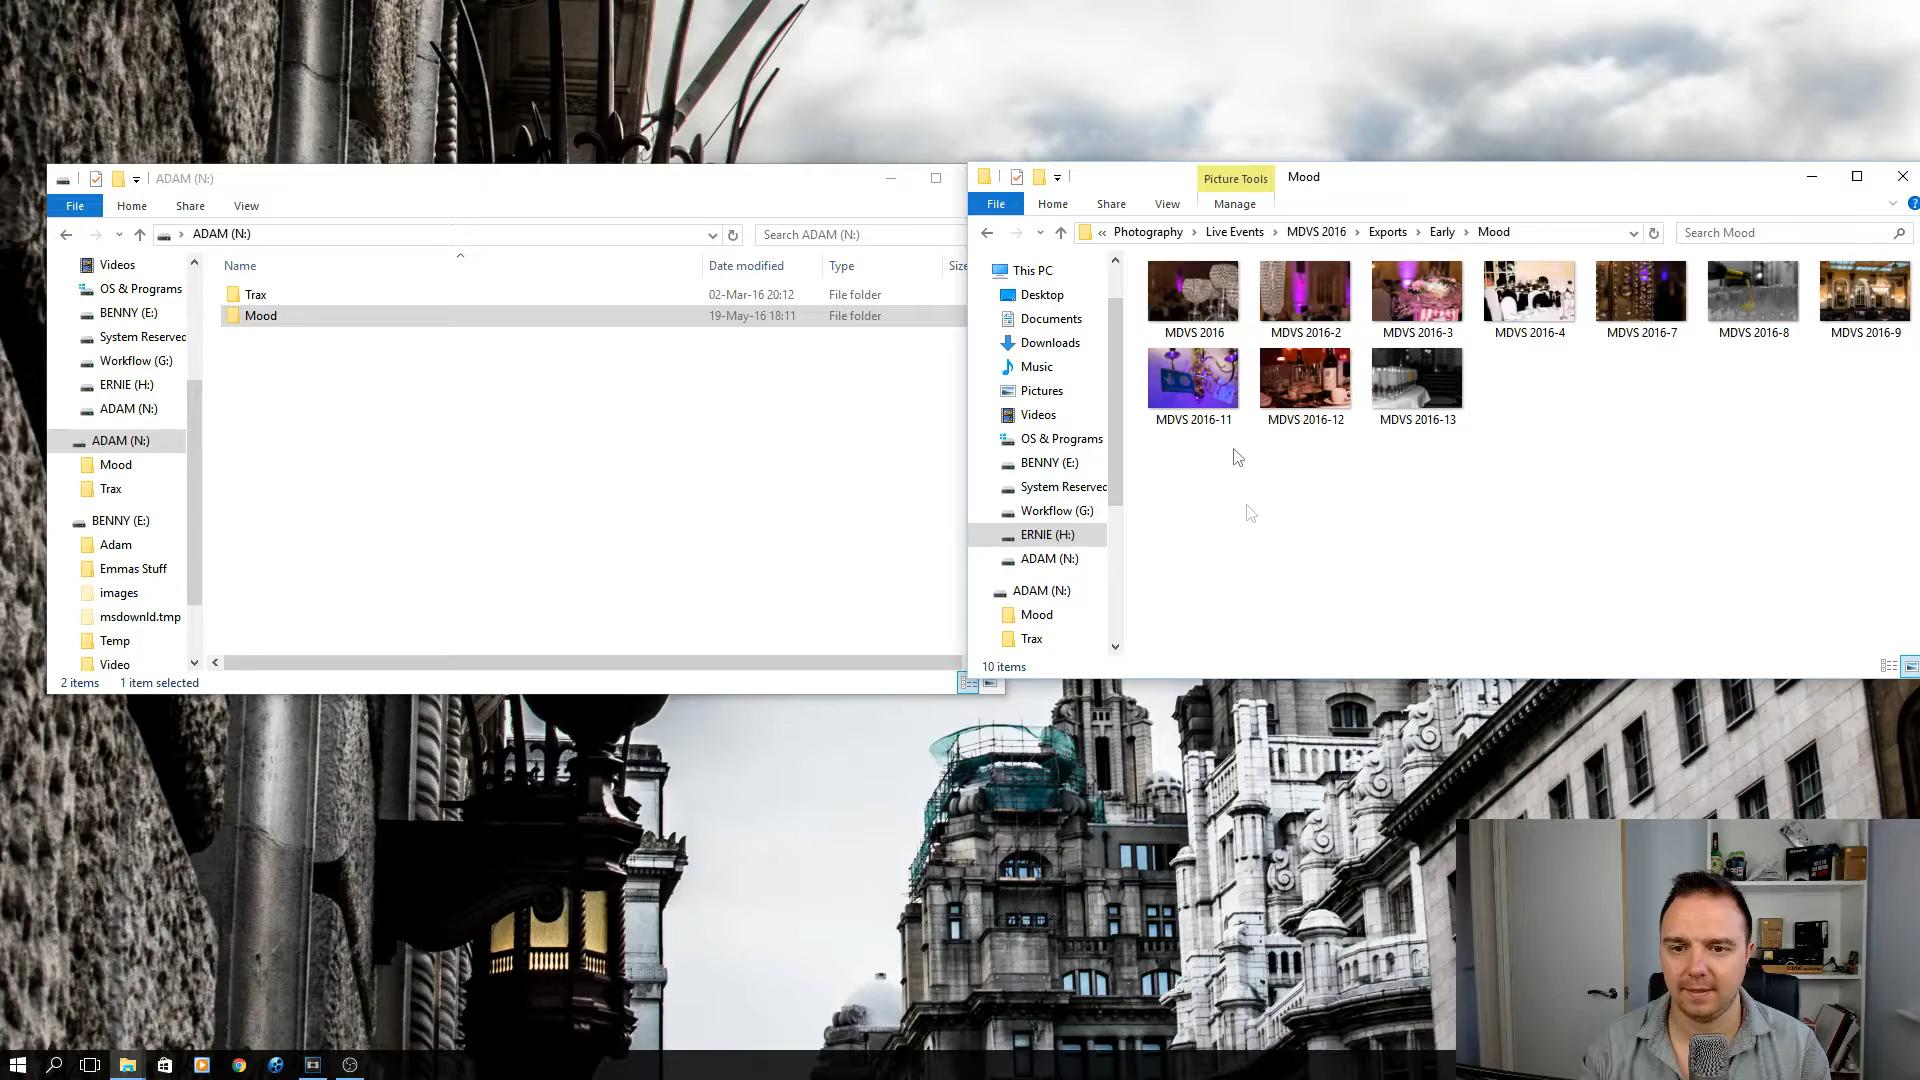 ADAM (N:)
File
Home
Share
View
ADAM (N:)
Search ADAM (N:)
Videos
OS & Programs
BENNY (E:)
System Reserved
Workflow (G:)
ERNIE (H:)
ADAM (N:)
ADAM (N:)
Mood
Trax
BENNY (E:)
Adam
Emmas Stuff
images
msdownld.tmp
Temp
Video
Name
Date modified
Type
Size
Trax
02-Mar-16 20:12
File folder
Mood
19-May-16 18:11
File folder
2 items
1 item selected
Picture Tools
Mood
File
Home
Share
View
Manage
« Photography > Live Events > MDVS 2016 > Exports > Early > Mood
Search Mood
This PC
Desktop
Documents
Downloads
Music
Pictures
Videos
OS & Programs
BENNY (E:)
System Reserved
Workflow (G:)
ERNIE (H:)
ADAM (N:)
ADAM (N:)
Mood
Trax
MDVS 2016
MDVS 2016-2
MDVS 2016-3
MDVS 2016-4
MDVS 2016-7
MDVS 2016-8
MDVS 2016-9
MDVS 2016-11
MDVS 2016-12
MDVS 2016-13
10 items